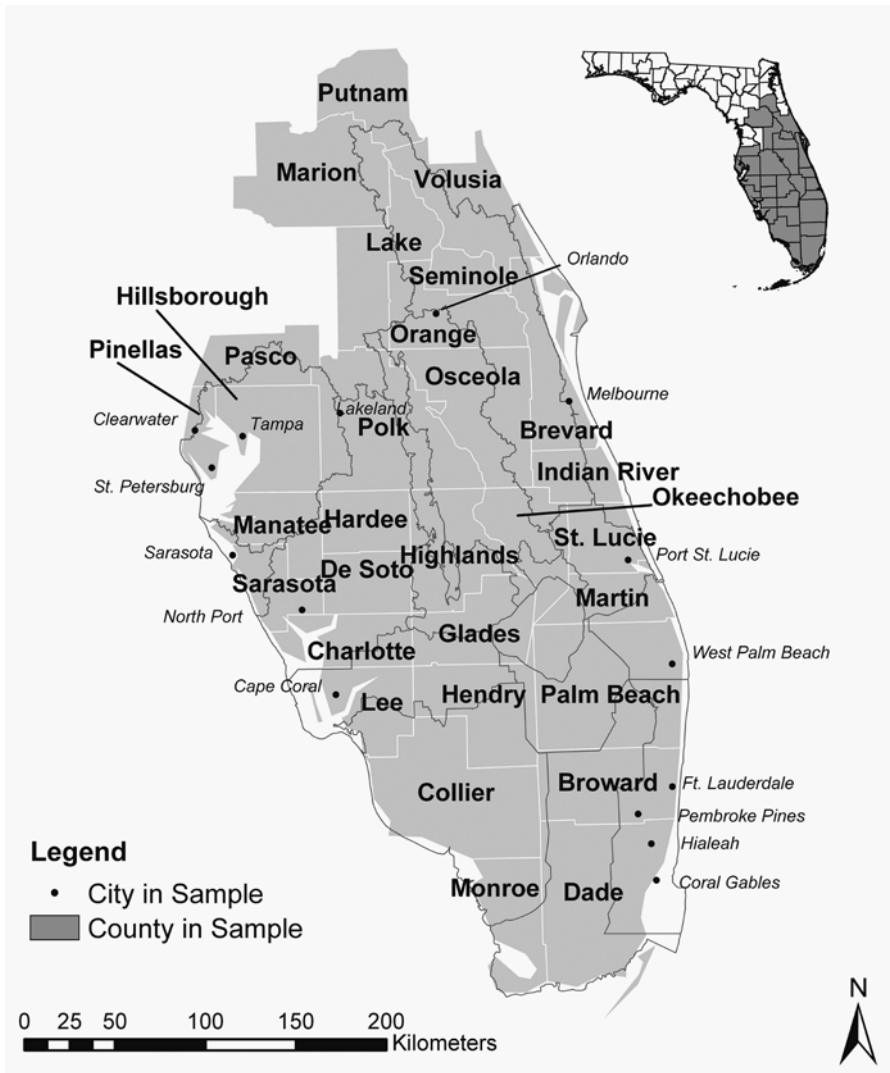 Putnam
Marion
Volusia
Lake
Orlando
Seminole
Hillsborough
Orange
Pinellas
Pasco
Osceola
Melbourne
Clearwater
Lakeland
Tampa
Polk
Brevard
Indian River
St. Petersburg
Okeechobee
Manatee
Hardee
St. Lucie
Sarasota
Highlands
Port St. Lucie
De Soto
Sarasota
Martin
North Port
Glades
Charlotte
West Palm Beach
Cape Coral
Lee
Hendry
Palm Beach
Collier
Broward
Ft. Lauderdale
Pembroke Pines
Hialeah
Monroe
Dade
Coral Gables
Legend
City in Sample
County in Sample
N
0 25 50 100 150 200
Kilometers